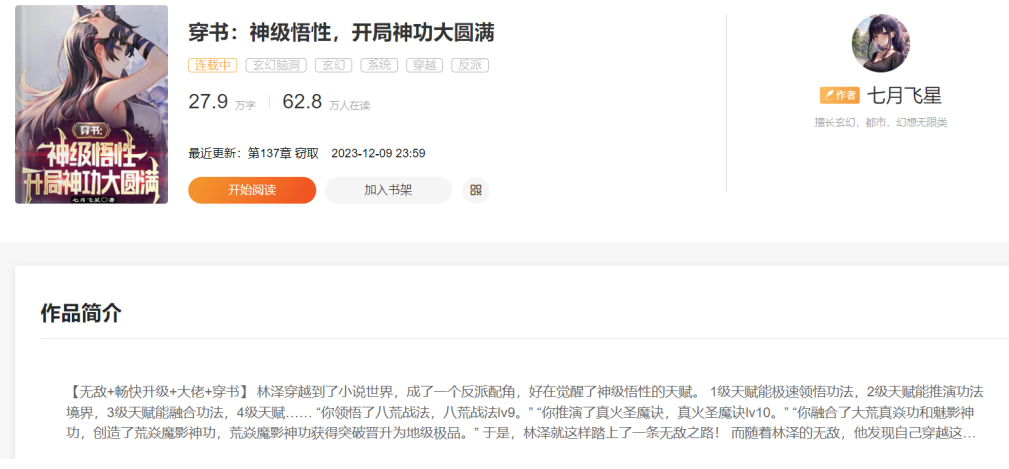 穿书：神级悟性，开局神功大圆满
连载中 玄幻脑洞 玄幻 系统 穿越 反派
27.9 万字 62.8 万人在读
最近更新：第137章 窃取 2023-12-09 23:59
开始阅读 加入书架
穿书：
神级悟性
开局神功大圆满
七月飞星◎著
作者 七月飞星
擅长玄幻，都市，幻想无限类
作品简介
【无敌+畅快升级+大佬+穿书】 林泽穿越到了小说世界，成了一个反派配角，好在觉醒了神级悟性的天赋。 1级天赋能极速领悟功法，2级天赋能推演功法
境界，3级天赋能融合功法，4级天赋…… “你领悟了八荒战法，八荒战法lv9。” “你推演了真火圣魔诀，真火圣魔诀lv10。” “你融合了大荒真焱功和魅影神
功，创造了荒焱魔影神功，荒焱魔影神功获得突破晋升为地级极品。” 于是，林泽就这样踏上了一条无敌之路！ 而随着林泽的无敌，他发现自己穿越这…